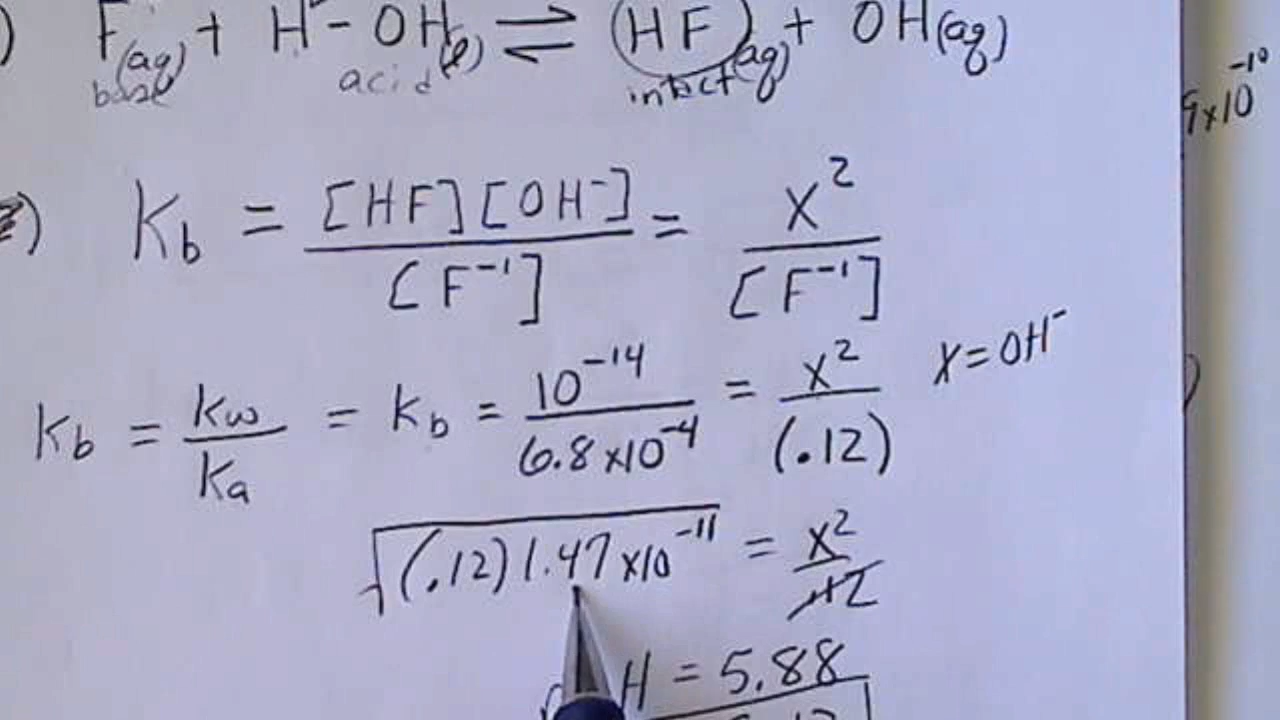 ) F(aq) + H - OH(l) ⇌ (HF)(aq) + OH(aq)
base acid intact
9x10⁻¹⁰
) Kb = [HF][OH⁻] / [F⁻¹] = X² / [F⁻¹]
Kb = Kw / Ka = Kb = 10⁻¹⁴ / 6.8x10⁻⁴ = X² / (.12) X = OH⁻
√(.12) 1.47x10⁻¹¹ = X² / .12
H = 5.88